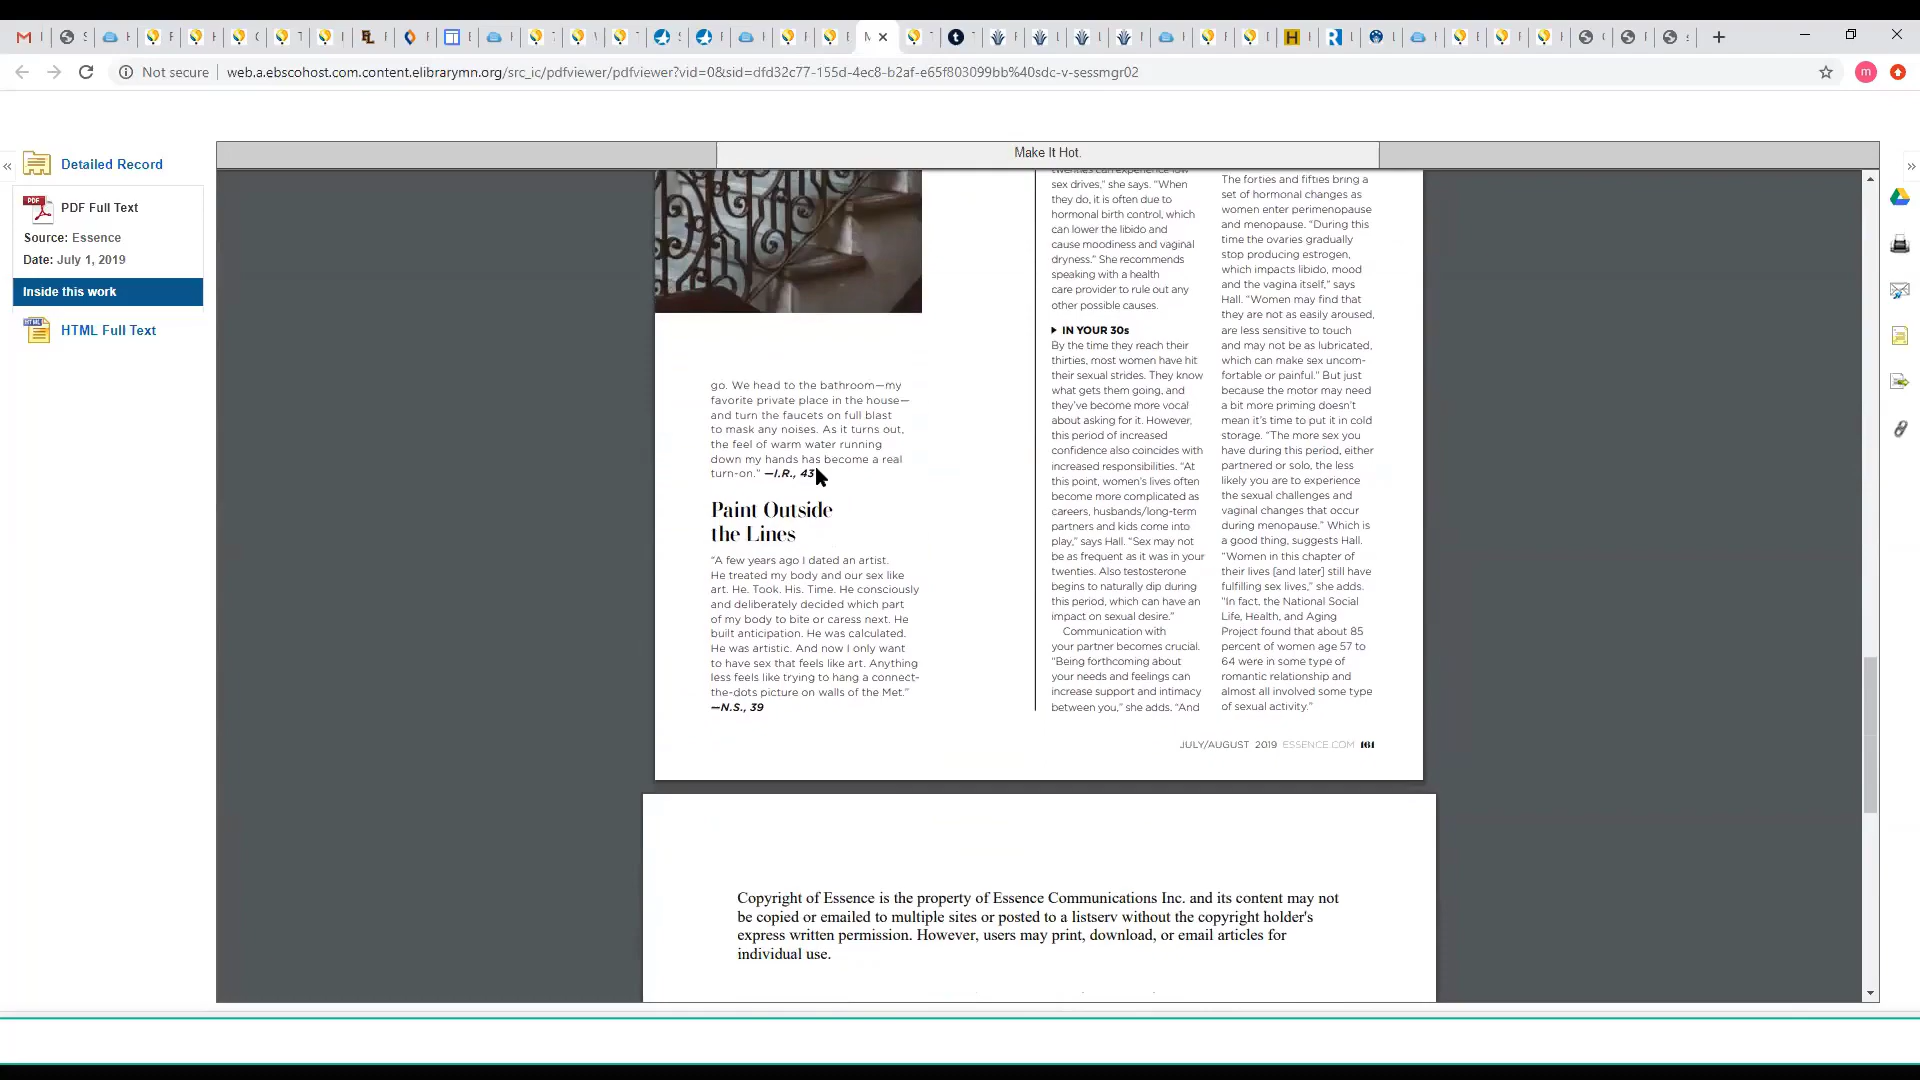 Not secure
web.a.ebscohost.com.content.elibrarymn.org/src_ic/pdfviewer/pdfviewer?vid=0&sid=dfd32c77-155d-4ec8-b2af-e65f803099bb%40sdc-v-sessmgr02
m
«
Detailed Record
PDF Full Text
Source: Essence
Date: July 1, 2019
Inside this work
HTML Full Text
Make It Hot.
»
go. We head to the bathroom—my
favorite private place in the house—
and turn the faucets on full blast
to mask any noises. As it turns out,
the feel of warm water running
down my hands has become a real
turn-on.” —I.R., 43
Paint Outside
the Lines
“A few years ago I dated an artist.
He treated my body and our sex like
art. He. Took. His. Time. He consciously
and deliberately decided which part
of my body to bite or caress next. He
built anticipation. He was calculated.
He was artistic. And now I only want
to have sex that feels like art. Anything
less feels like trying to hang a connect-
the-dots picture on walls of the Met.”
—N.S., 39
twenties can experience low
sex drives,” she says. “When
they do, it is often due to
hormonal birth control, which
can lower the libido and
cause moodiness and vaginal
dryness.” She recommends
speaking with a health
care provider to rule out any
other possible causes.
IN YOUR 30s
By the time they reach their
thirties, most women have hit
their sexual strides. They know
what gets them going, and
they’ve become more vocal
about asking for it. However,
this period of increased
confidence also coincides with
increased responsibilities. “At
this point, women’s lives often
become more complicated as
careers, husbands/long-term
partners and kids come into
play,” says Hall. “Sex may not
be as frequent as it was in your
twenties. Also testosterone
begins to naturally dip during
this period, which can have an
impact on sexual desire.”
Communication with
your partner becomes crucial.
“Being forthcoming about
your needs and feelings can
increase support and intimacy
between you,” she adds. “And
The forties and fifties bring a
set of hormonal changes as
women enter perimenopause
and menopause. “During this
time the ovaries gradually
stop producing estrogen,
which impacts libido, mood
and the vagina itself,” says
Hall. “Women may find that
they are not as easily aroused,
are less sensitive to touch
and may not be as lubricated,
which can make sex uncom-
fortable or painful.” But just
because the motor may need
a bit more priming doesn’t
mean it’s time to put it in cold
storage. “The more sex you
have during this period, either
partnered or solo, the less
likely you are to experience
the sexual challenges and
vaginal changes that occur
during menopause.” Which is
a good thing, suggests Hall.
“Women in this chapter of
their lives [and later] still have
fulfilling sex lives,” she adds.
“In fact, the National Social
Life, Health, and Aging
Project found that about 85
percent of women age 57 to
64 were in some type of
romantic relationship and
almost all involved some type
of sexual activity.”
JULY/AUGUST 2019 ESSENCE.COM 161
Copyright of Essence is the property of Essence Communications Inc. and its content may not
be copied or emailed to multiple sites or posted to a listserv without the copyright holder's
express written permission. However, users may print, download, or email articles for
individual use.